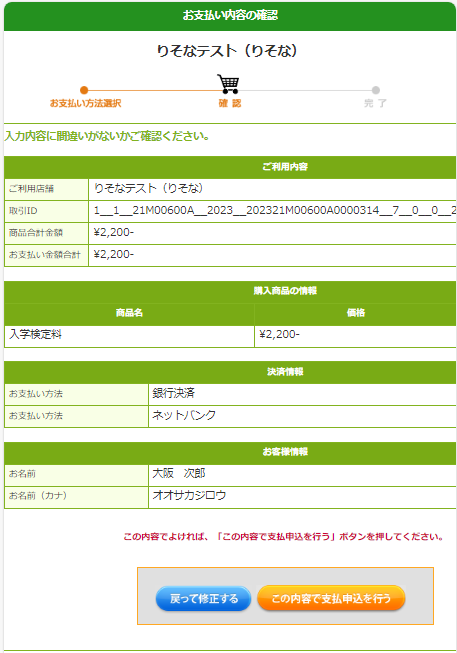 お支払い内容の確認
りそなテスト（りそな）
お支払い方法選択 確 認 完 了
入力内容に間違いがないかご確認ください。
ご利用内容
ご利用店舗 りそなテスト（りそな）
取引ID 1__1__21M00600A__2023__202321M00600A0000314__7__0__0__2
商品合計金額 ¥2,200-
お支払い金額合計 ¥2,200-
購入商品の情報
商品名 価格
入学検定料 ¥2,200-
決済情報
お支払い方法 銀行決済
お支払い方法 ネットバンク
お客様情報
お名前 大阪　次郎
お名前（カナ） オオサカジロウ
この内容でよければ、「この内容で支払申込を行う」ボタンを押してください。
戻って修正する この内容で支払申込を行う